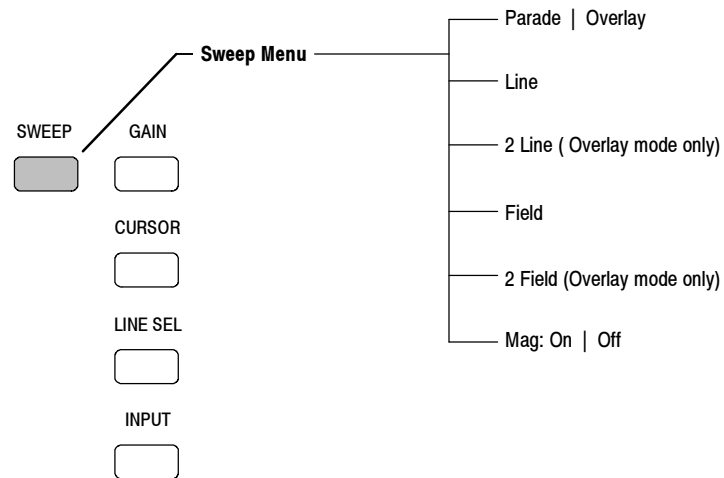 Parade | Overlay
Sweep Menu
Line
SWEEP
GAIN
2 Line ( Overlay mode only)
Field
CURSOR
2 Field (Overlay mode only)
LINE SEL
Mag: On | Off
INPUT